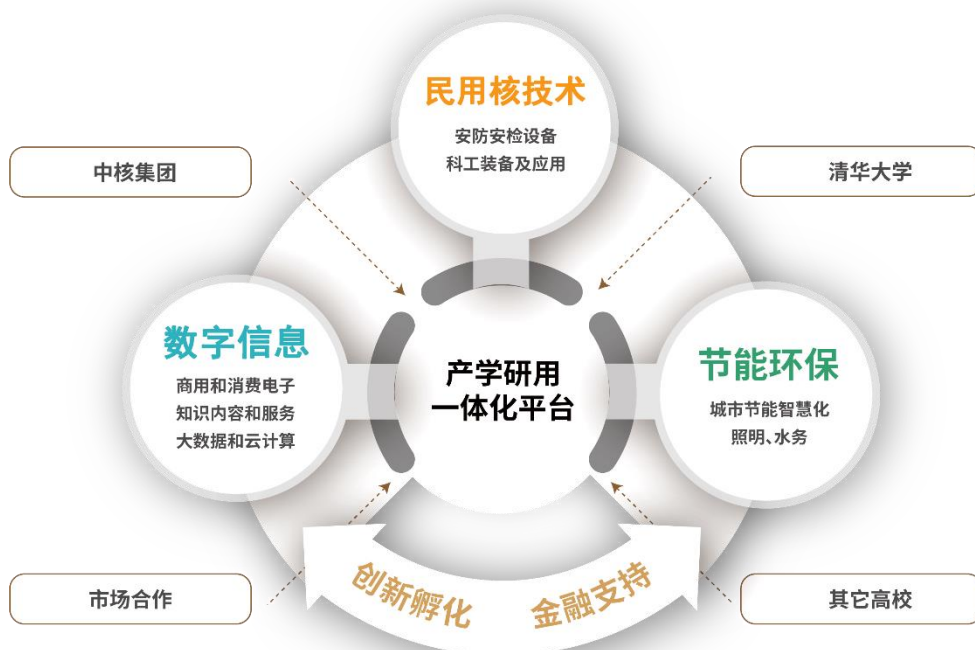 民用核技术
安防安检设备
科工装备及应用
中核集团
清华大学
数字信息
商用和消费电子
知识内容和服务
大数据和云计算
产学研用
一体化平台
节能环保
城市节能智慧化
照明、水务
创新孵化
金融支持
市场合作
其它高校